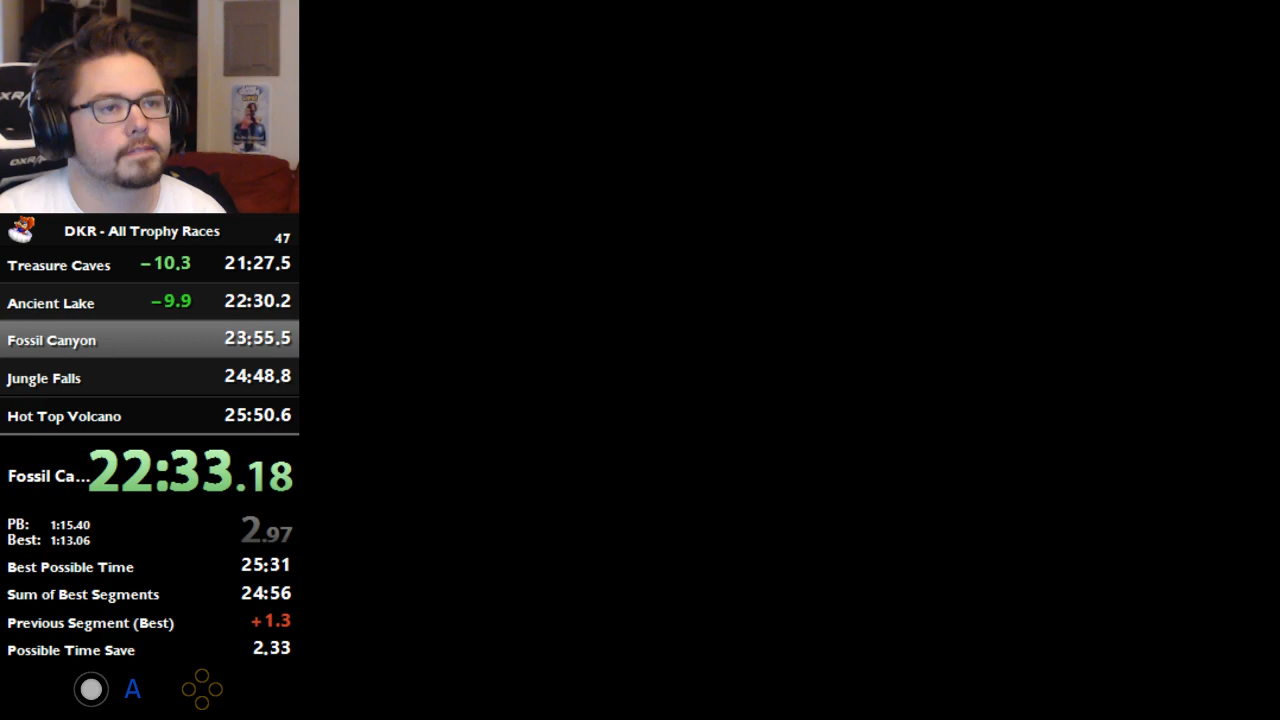 DXRA
DXRA
DKR - All Trophy Races
47
Treasure Caves -10.3 21:27.5
Ancient Lake -9.9 22:30.2
Fossil Canyon 23:55.5
Jungle Falls 24:48.8
Hot Top Volcano 25:50.6
Fossil Ca... 22:33.18
PB: 1:15.40
Best: 1:13.06
2.97
Best Possible Time 25:31
Sum of Best Segments 24:56
Previous Segment (Best) +1.3
Possible Time Save 2.33
A